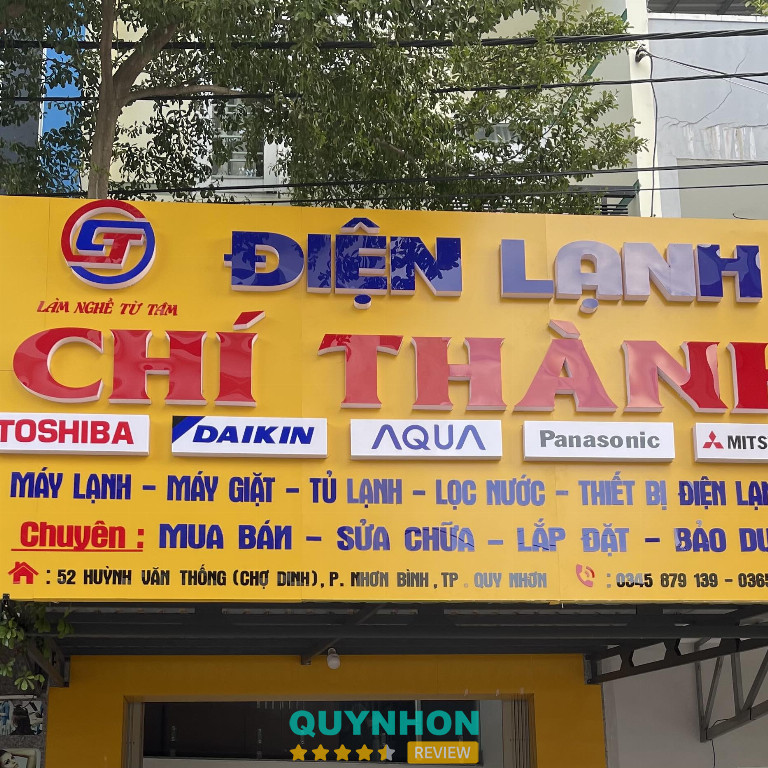 CT
ĐIỆN LẠNH
LÀM NGHỀ TỪ TÂM
CHÍ THÀNH
TOSHIBA DAIKIN AQUA Panasonic MITS
MÁY LẠNH - MÁY GIẶT - TỦ LẠNH - LỌC NƯỚC - THIẾT BỊ ĐIỆN LẠN
Chuyên : MUA BÁN - SỬA CHỮA - LẮP ĐẶT - BẢO DƯ
: 52 HUỲNH VĂN THỐNG (CHỢ DINH), P. NHƠN BÌNH, TP. QUY NHƠN : 0345 879 139 - 0365
QUYNHON
REVIEW